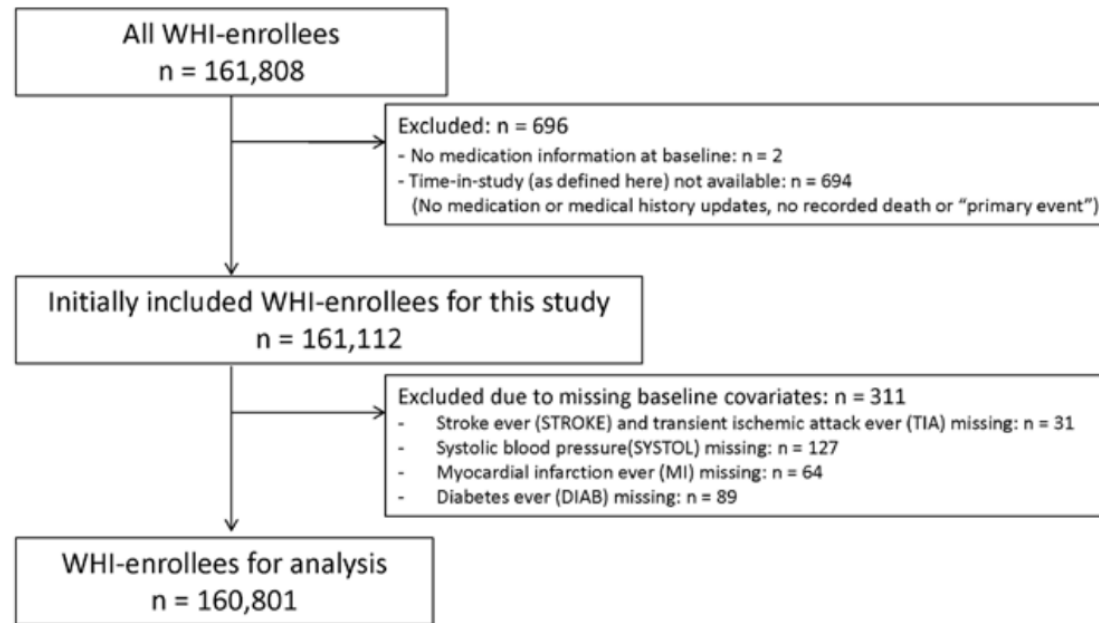 All WHI-enrollees
n = 161,808
Excluded: n = 696
- No medication information at baseline: n = 2
- Time-in-study (as defined here) not available: n = 694
(No medication or medical history updates, no recorded death or “primary event”)
Initially included WHI-enrollees for this study
n = 161,112
Excluded due to missing baseline covariates: n = 311
- Stroke ever (STROKE) and transient ischemic attack ever (TIA) missing: n = 31
- Systolic blood pressure(SYSTOL) missing: n = 127
- Myocardial infarction ever (MI) missing: n = 64
- Diabetes ever (DIAB) missing: n = 89
WHI-enrollees for analysis
n = 160,801